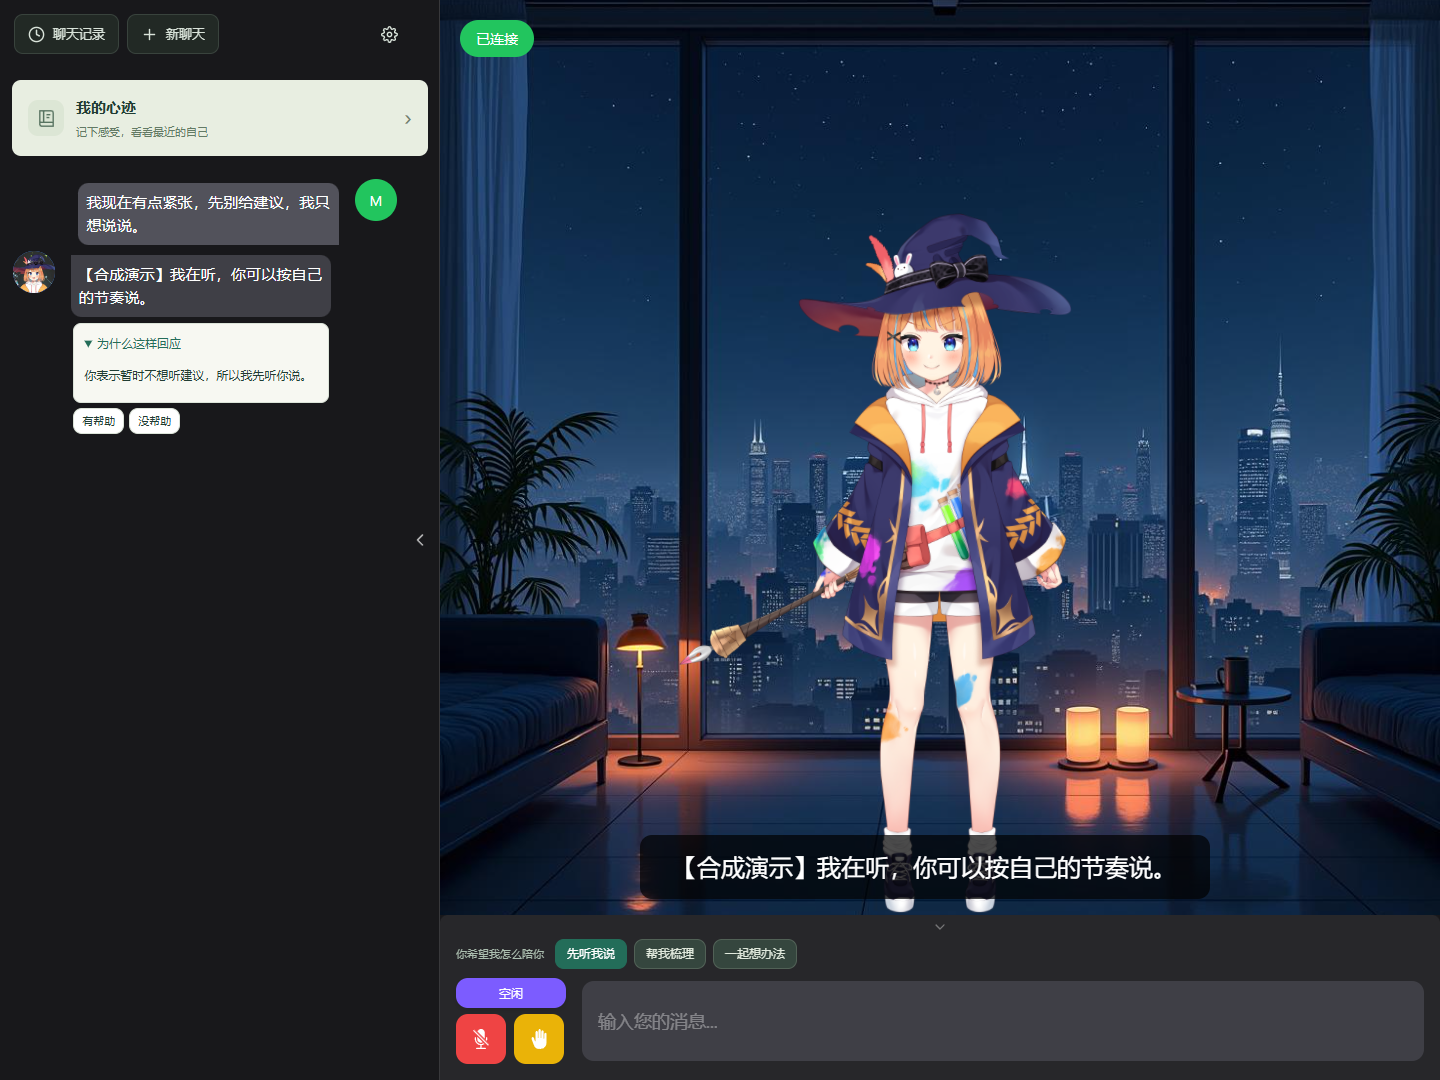 聊天记录
新聊天
已连接
我的心迹
记下感受，看看最近的自己
我现在有点紧张，先别给建议，我只
想说说。
M
【合成演示】我在听，你可以按自己
的节奏说。
▼ 为什么这样回应
你表示暂时不想听建议，所以我先听你说。
有帮助
没帮助
【合成演示】我在听，你可以按自己的节奏说。
你希望我怎么陪你
先听我说
帮我梳理
一起想办法
空闲
输入您的消息...